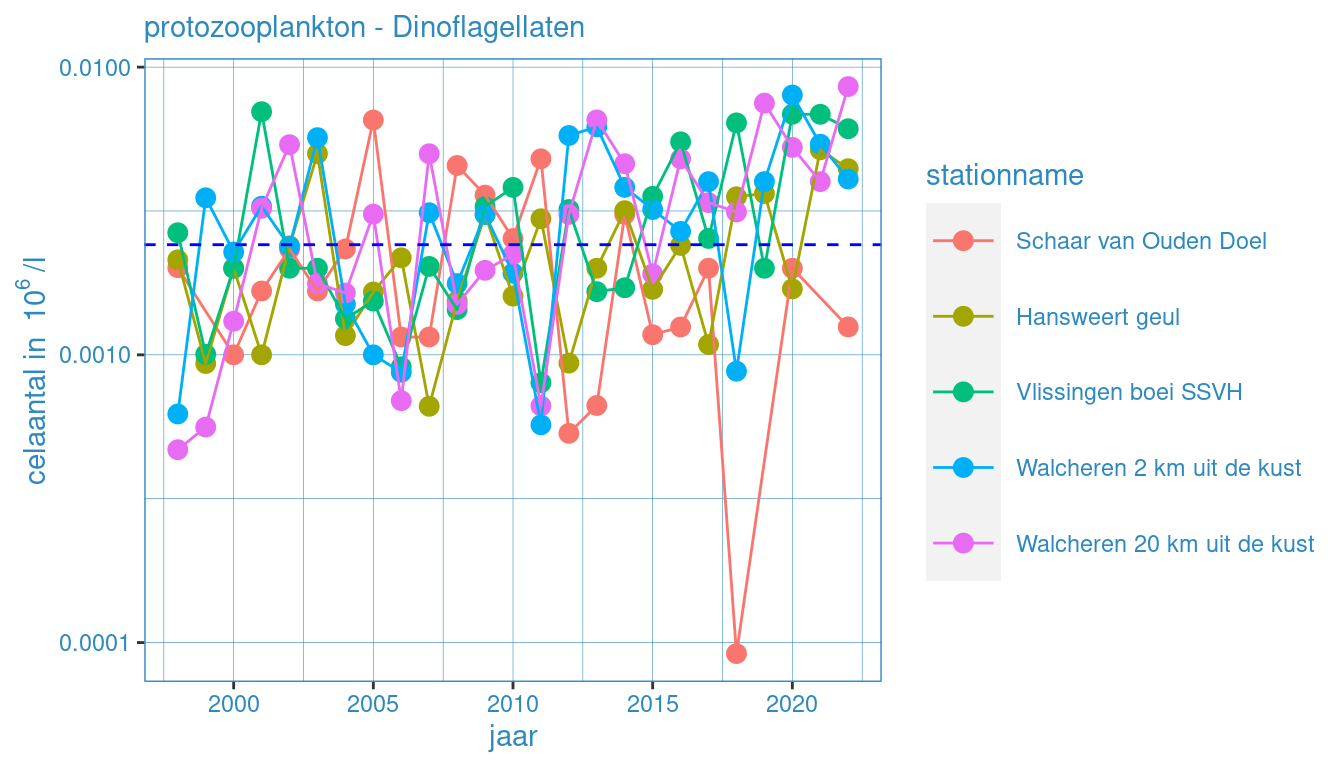 protozooplankton - Dinoflagellaten
0.0100
0.0010
0.0001
celaantal in 10⁶/l
2000 2005 2010 2015 2020
jaar
stationname
Schaar van Ouden Doel
Hansweert geul
Vlissingen boei SSVH
Walcheren 2 km uit de kust
Walcheren 20 km uit de kust